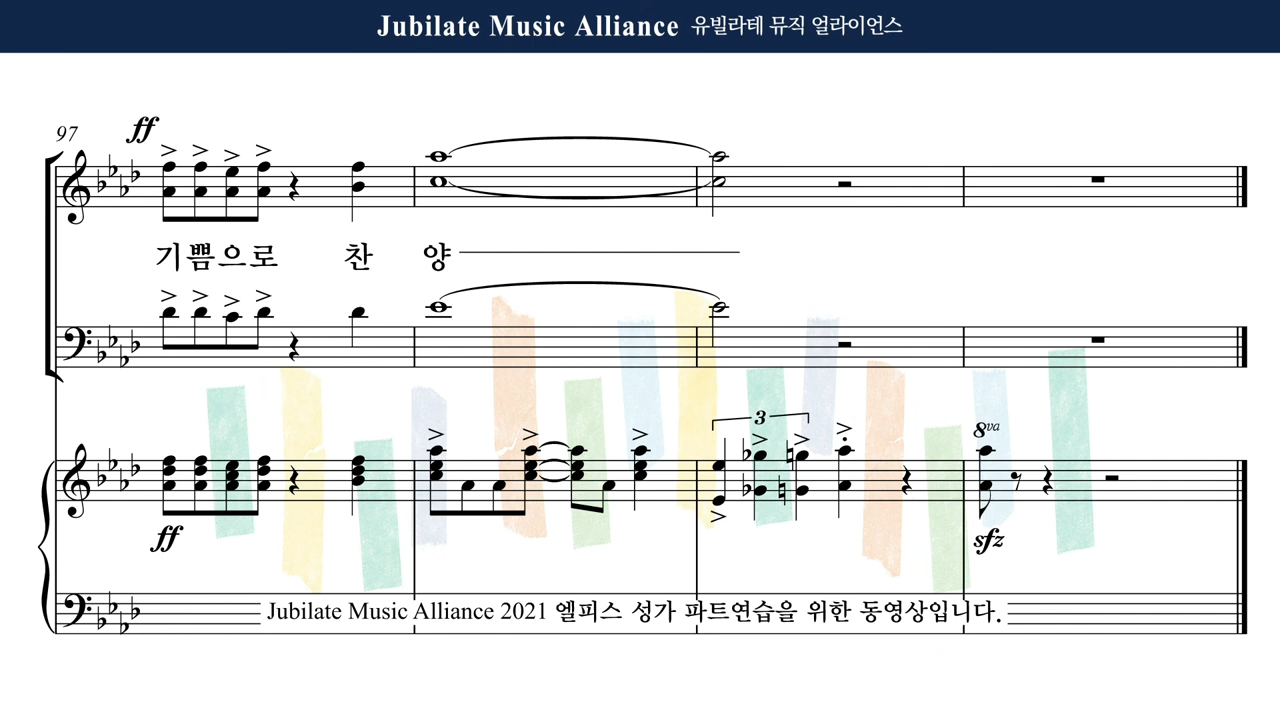 Jubilate Music Alliance 유빌라테 뮤직 얼라이언스
97
ff
기쁨으로 찬 양
3
8va
ff
sfz
Jubilate Music Alliance 2021 엘피스 성가 파트연습을 위한 동영상입니다.